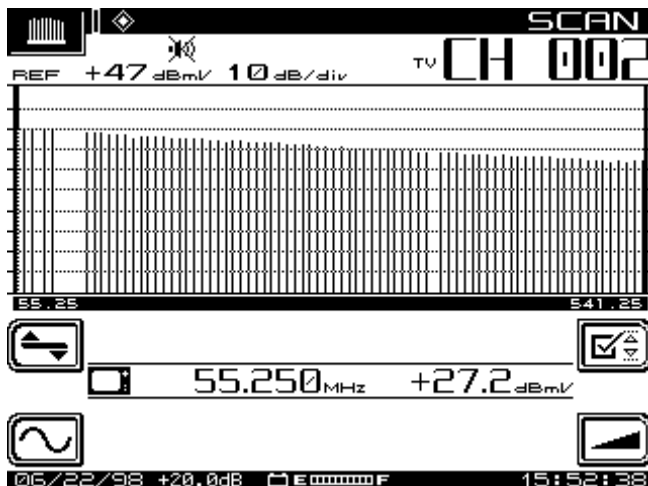 SCAN
REF +47 dBmV 10 dB/div TV CH 002
55.25 541.25
55.250 MHz +27.2 dBmV
06/22/98 +20.0dB E F 15:52:38